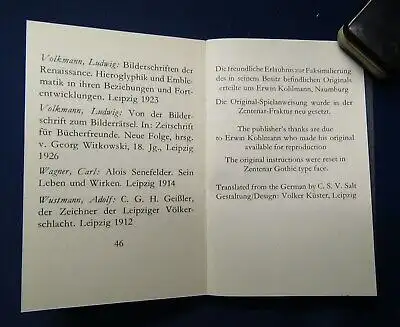 Volkmann, Ludwig: Bilderschriften der
Renaissance. Hieroglyphik und Emble-
matik in ihren Beziehungen und Fort-
entwicklungen. Leipzig 1923
Volkmann, Ludwig: Von der Bilder-
schrift zum Bilderrätsel. In: Zeitschrift
für Bücherfreunde. Neue Folge, hrsg.
v. Georg Witkowski, 18. Jg., Leipzig
1926
Wagner, Carl: Alois Senefelder. Sein
Leben und Wirken. Leipzig 1914
Wustmann, Adolf: C. G. H. Geißler,
der Zeichner der Leipziger Völker-
schlacht. Leipzig 1912
46
Die freundliche Erlaubnis zur Faksimilierung
des in seinem Besitz befindlichen Originals
erteilte uns Erwin Kohlmann, Naumburg
Die Original-Spielanweisung wurde in der
Zentenar-Fraktur neu gesetzt.
The publisher's thanks are due
to Erwin Kohlmann who made his original
available for reproduction
The original instructions were reset in
Zentenar Gothic type face.
Translated from the German by C. S. V. Salt
Gestaltung/Design: Volker Küster, Leipzig